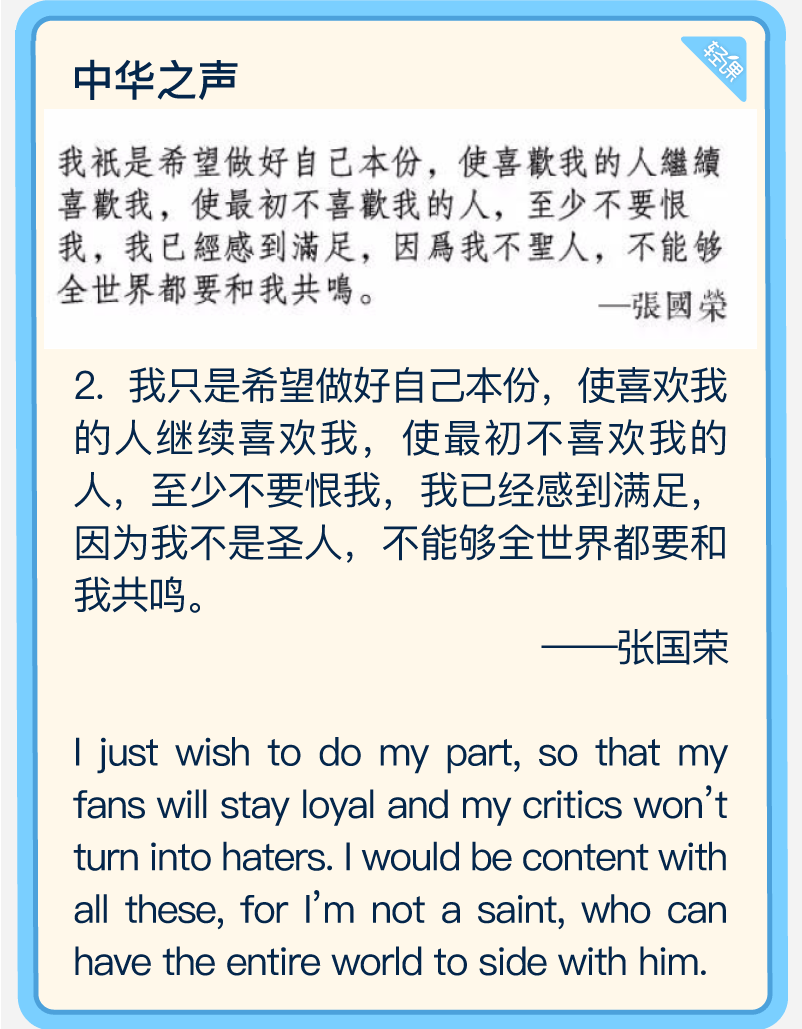 中华之声
轻课
我衹是希望做好自己本份，使喜歡我的人繼續
喜歡我，使最初不喜歡我的人，至少不要恨
我，我已經感到滿足，因爲我不聖人，不能够
全世界都要和我共鳴。
—張國榮
2. 我只是希望做好自己本份，使喜欢我
的人继续喜欢我，使最初不喜欢我的
人，至少不要恨我，我已经感到满足，
因为我不是圣人，不能够全世界都要和
我共鸣。
——张国荣
I just wish to do my part, so that my
fans will stay loyal and my critics won’t
turn into haters. I would be content with
all these, for I’m not a saint, who can
have the entire world to side with him.